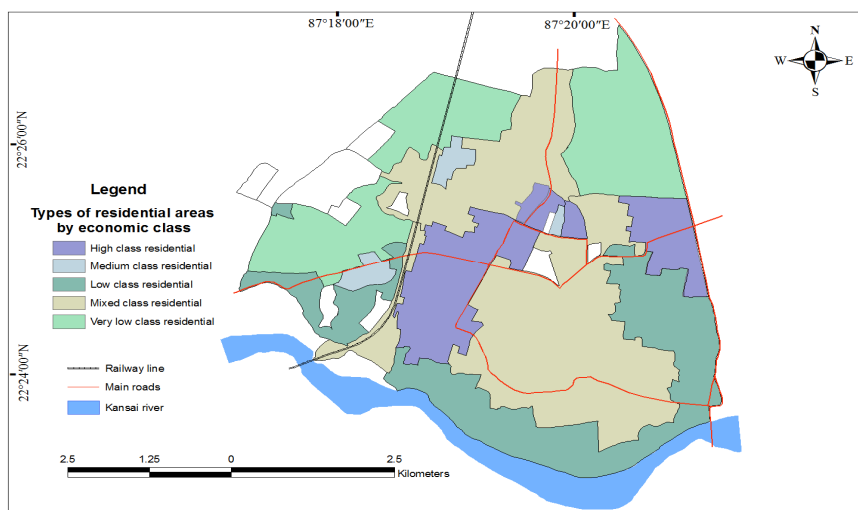 87°18'00"E
87°20'00"E
N
W
E
S
22°26'00"N
22°24'00"N
Legend
Types of residential areas
by economic class
High class residential
Medium class residential
Low class residential
Mixed class residential
Very low class residential
Railway line
Main roads
Kansai river
2.5
1.25
0
2.5
Kilometers